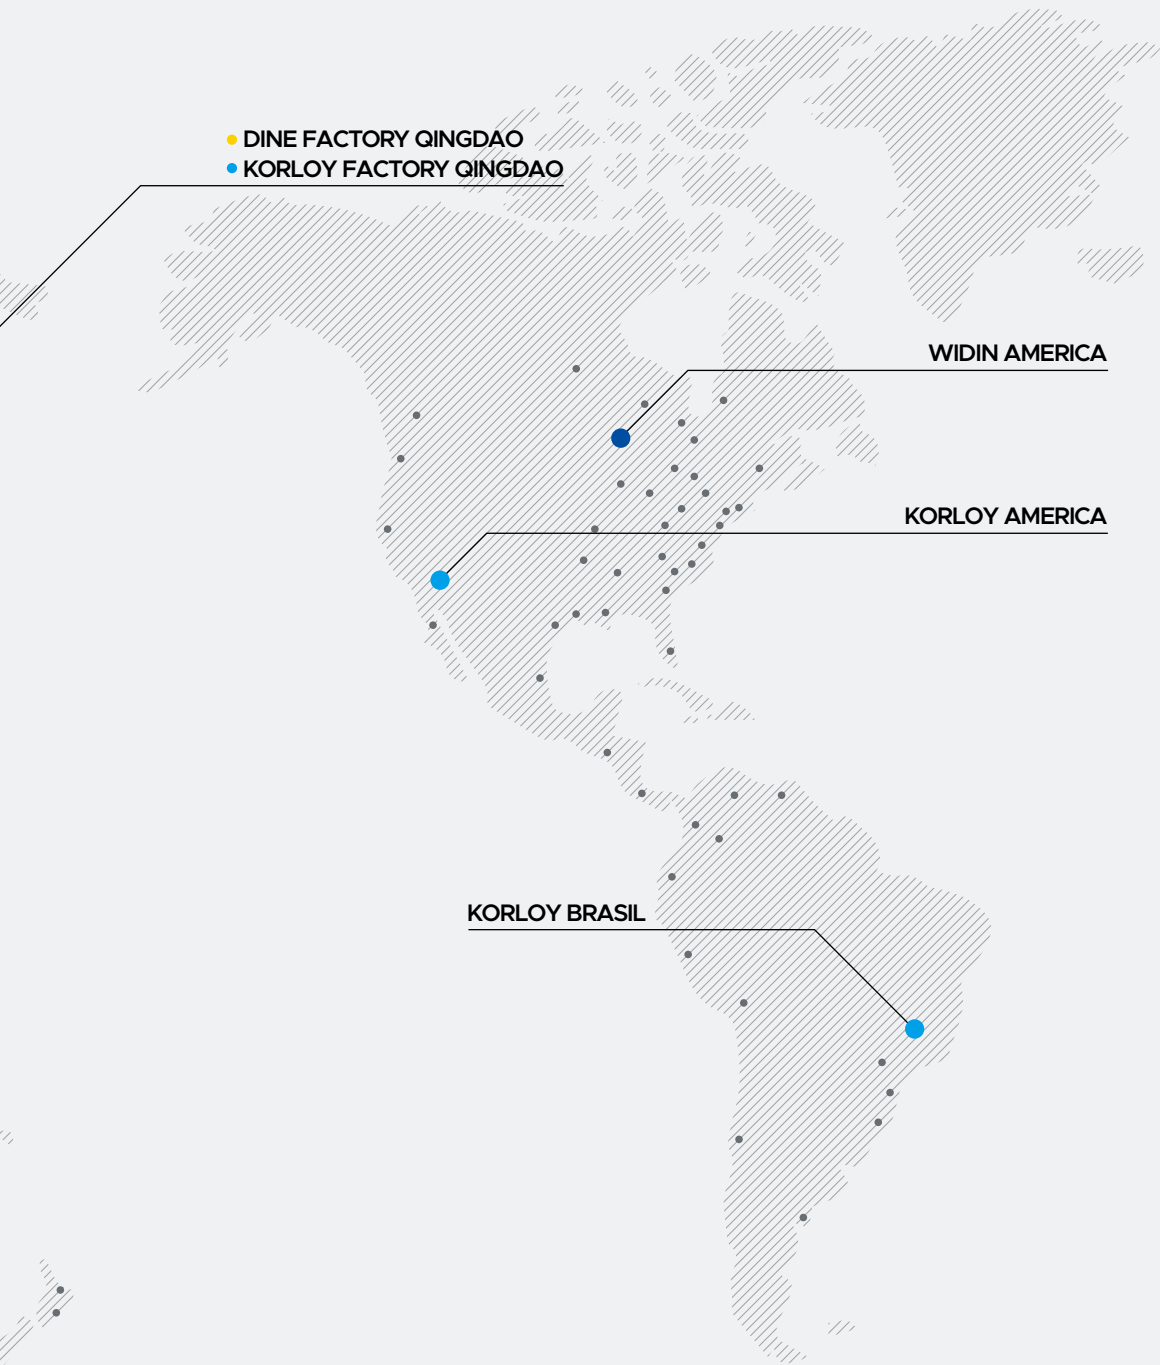 DINE FACTORY QINGDAO
KORLOY FACTORY QINGDAO
WIDIN AMERICA
KORLOY AMERICA
KORLOY BRASIL